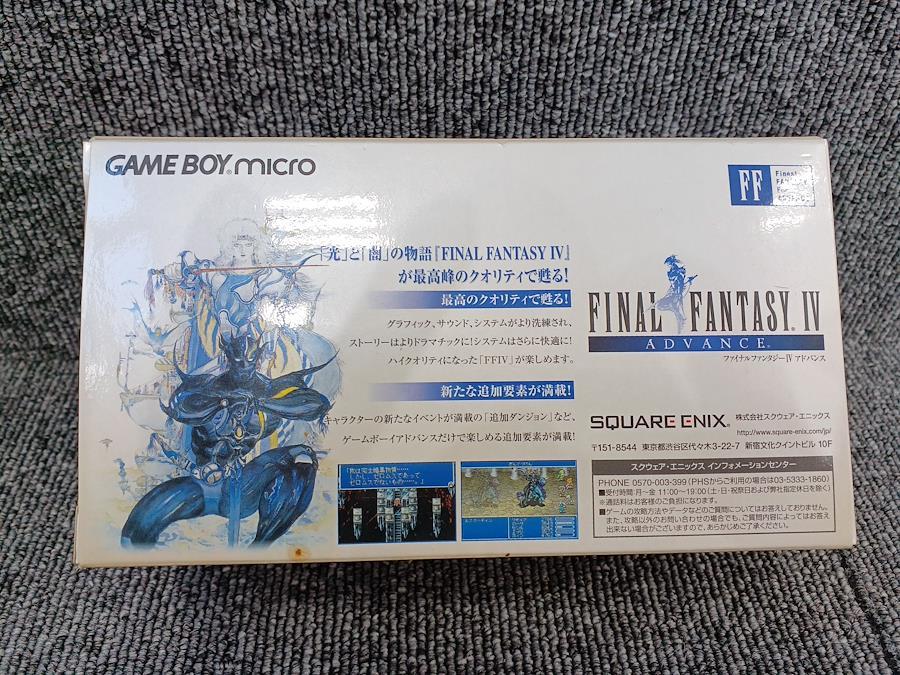 GAME BOY micro
FF
Final
FANTASY
「光」と「闇」の物語『FINAL FANTASY IV』
が最高峰のクオリティで甦る!
最高のクオリティで甦る!
グラフィック、サウンド、システムがより洗練され、
ストーリーはよりドラマチックに!システムはさらに快適に!
ハイクオリティになった「FFIV」が楽しめます。
新たな追加要素が満載!
キャラクターの新たなイベントが満載の「追加ダンジョン」など、
ゲームボーイアドバンスだけで楽しめる追加要素が満載!
FINAL FANTASY IV
ADVANCE
ファイナルファンタジーIV アドバンス
SQUARE ENIX. 株式会社スクウェア・エニックス
http://www.square-enix.com/jp/
〒151-8544 東京都渋谷区代々木3-22-7 新宿文化クイントビル 10F
スクウェア・エニックス インフォメーションセンター
PHONE 0570-003-399 (PHSからご利用の場合は03-5333-1860)
■受付時間:月~金 11:00~19:00(土・日・祝祭日および弊社指定休日を除く)
※通話料はお客様のご負担になります。
■ゲームの攻略方法やデータなどのご質問についてはお答えしておりません。
また、攻略以外のお問い合わせの場合でも、ご質問内容によってはお答え
出来ない場合がございますので、あらかじめご了承ください。